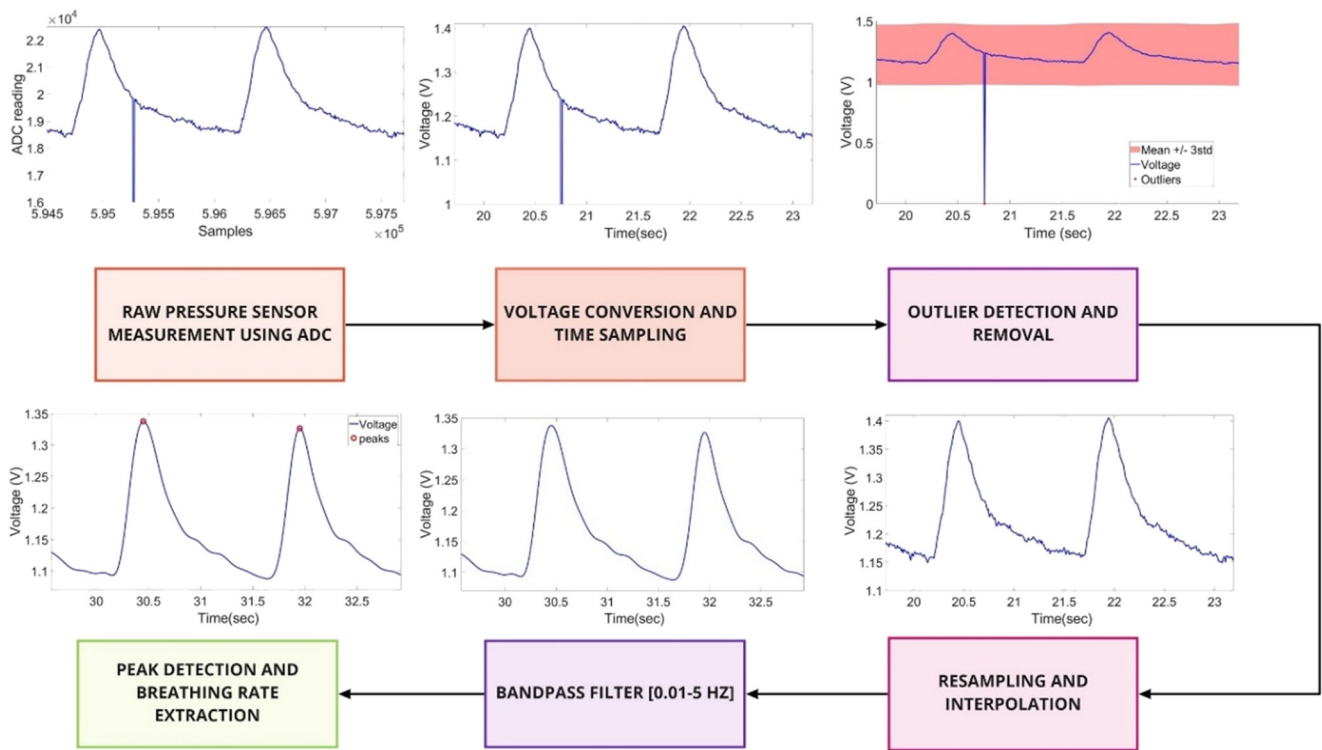 ×10⁴
2.2
2.1
2
1.9
1.8
1.7
1.6
ADC reading
5.945
5.95
5.955
5.96
5.965
5.97
5.975
Samples
×10⁵
1.4
1.3
1.2
1.1
1
Voltage (V)
20
20.5
21
21.5
22
22.5
23
Time(sec)
1.5
1
0.5
0
Voltage (V)
Mean +/- 3std
Voltage
Outliers
20
20.5
21
21.5
22
22.5
23
Time (sec)
RAW PRESSURE SENSOR
MEASUREMENT USING ADC
VOLTAGE CONVERSION AND
TIME SAMPLING
OUTLIER DETECTION AND
REMOVAL
1.35
1.3
1.25
1.2
1.15
1.1
Voltage (V)
Voltage
peaks
30
30.5
31
31.5
32
32.5
Time(sec)
1.35
1.3
1.25
1.2
1.15
1.1
Voltage (V)
30
30.5
31
31.5
32
32.5
Time(sec)
1.4
1.35
1.3
1.25
1.2
1.15
1.1
Voltage (V)
20
20.5
21
21.5
22
22.5
23
Time(sec)
PEAK DETECTION AND
BREATHING RATE
EXTRACTION
BANDPASS FILTER [0.01-5 HZ]
RESAMPLING AND
INTERPOLATION